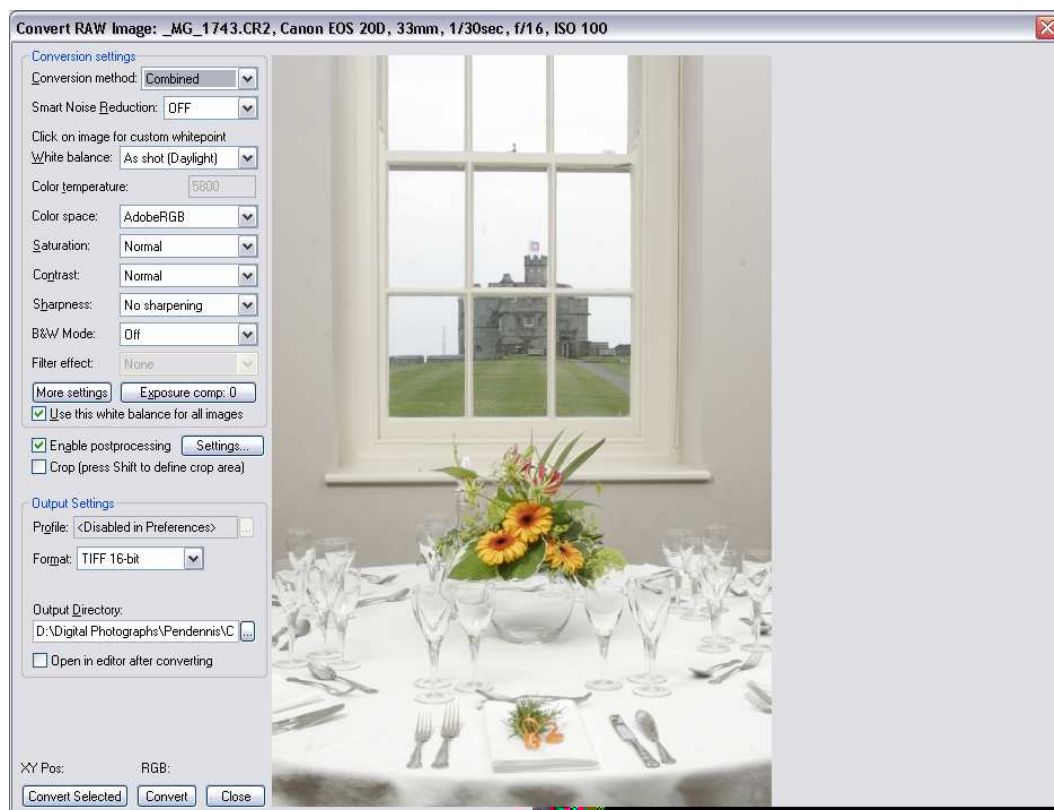 Convert RAW Image: _MG_1743.CR2, Canon EOS 20D, 33mm, 1/30sec, f/16, ISO 100
Conversion settings
Conversion method: Combined
Smart Noise Reduction: OFF
Click on image for custom whitepoint
White balance: As shot (Daylight)
Color temperature: 5800
Color space: AdobeRGB
Saturation: Normal
Contrast: Normal
Sharpness: No sharpening
B&W Mode: Off
Filter effect: None
More settings Exposure comp: 0
Use this white balance for all images
Enable postprocessing Settings...
Crop (press Shift to define crop area)
Output Settings
Profile: <Disabled in Preferences> ...
Format: TIFF 16-bit
Output Directory:
D:\Digital Photographs\Pendennis\C ...
Open in editor after converting
XY Pos: RGB:
Convert Selected Convert Close